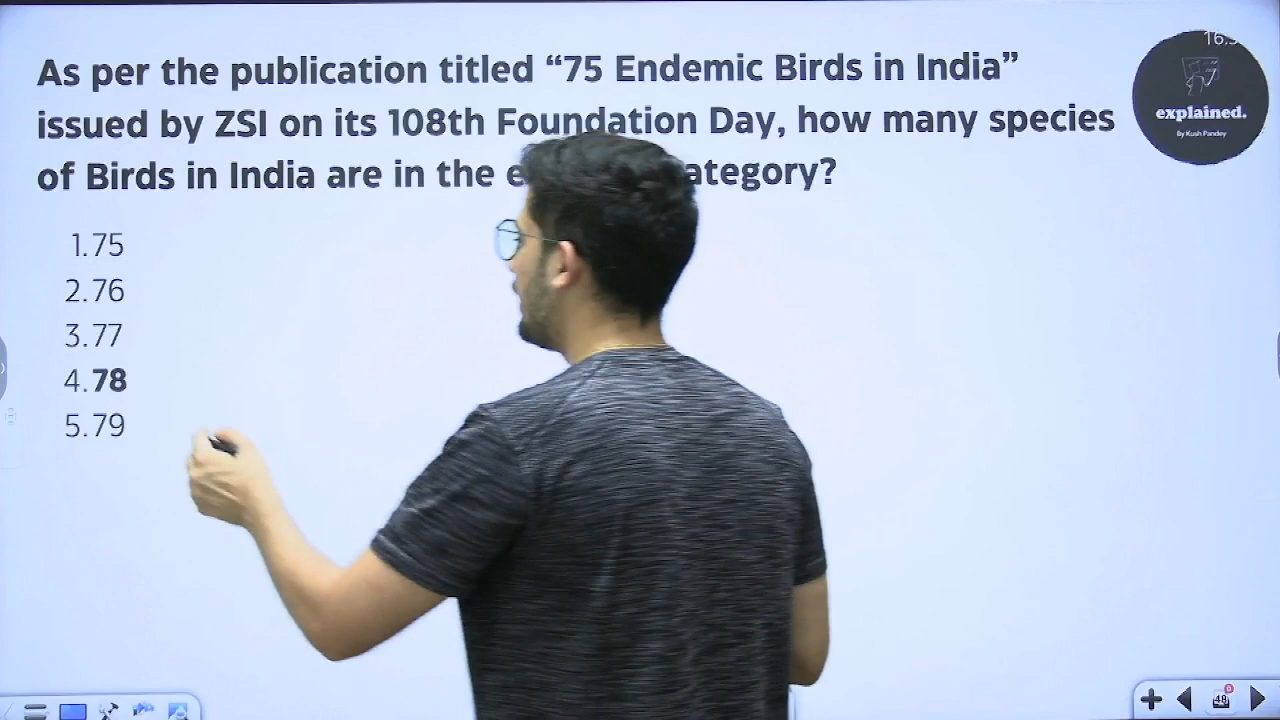 As per the publication titled “75 Endemic Birds in India”
issued by ZSI on its 108th Foundation Day, how many species
of Birds in India are in the
1.75
2.76
3.77
4.78
5.79
explained.
By Kush Pandey
48